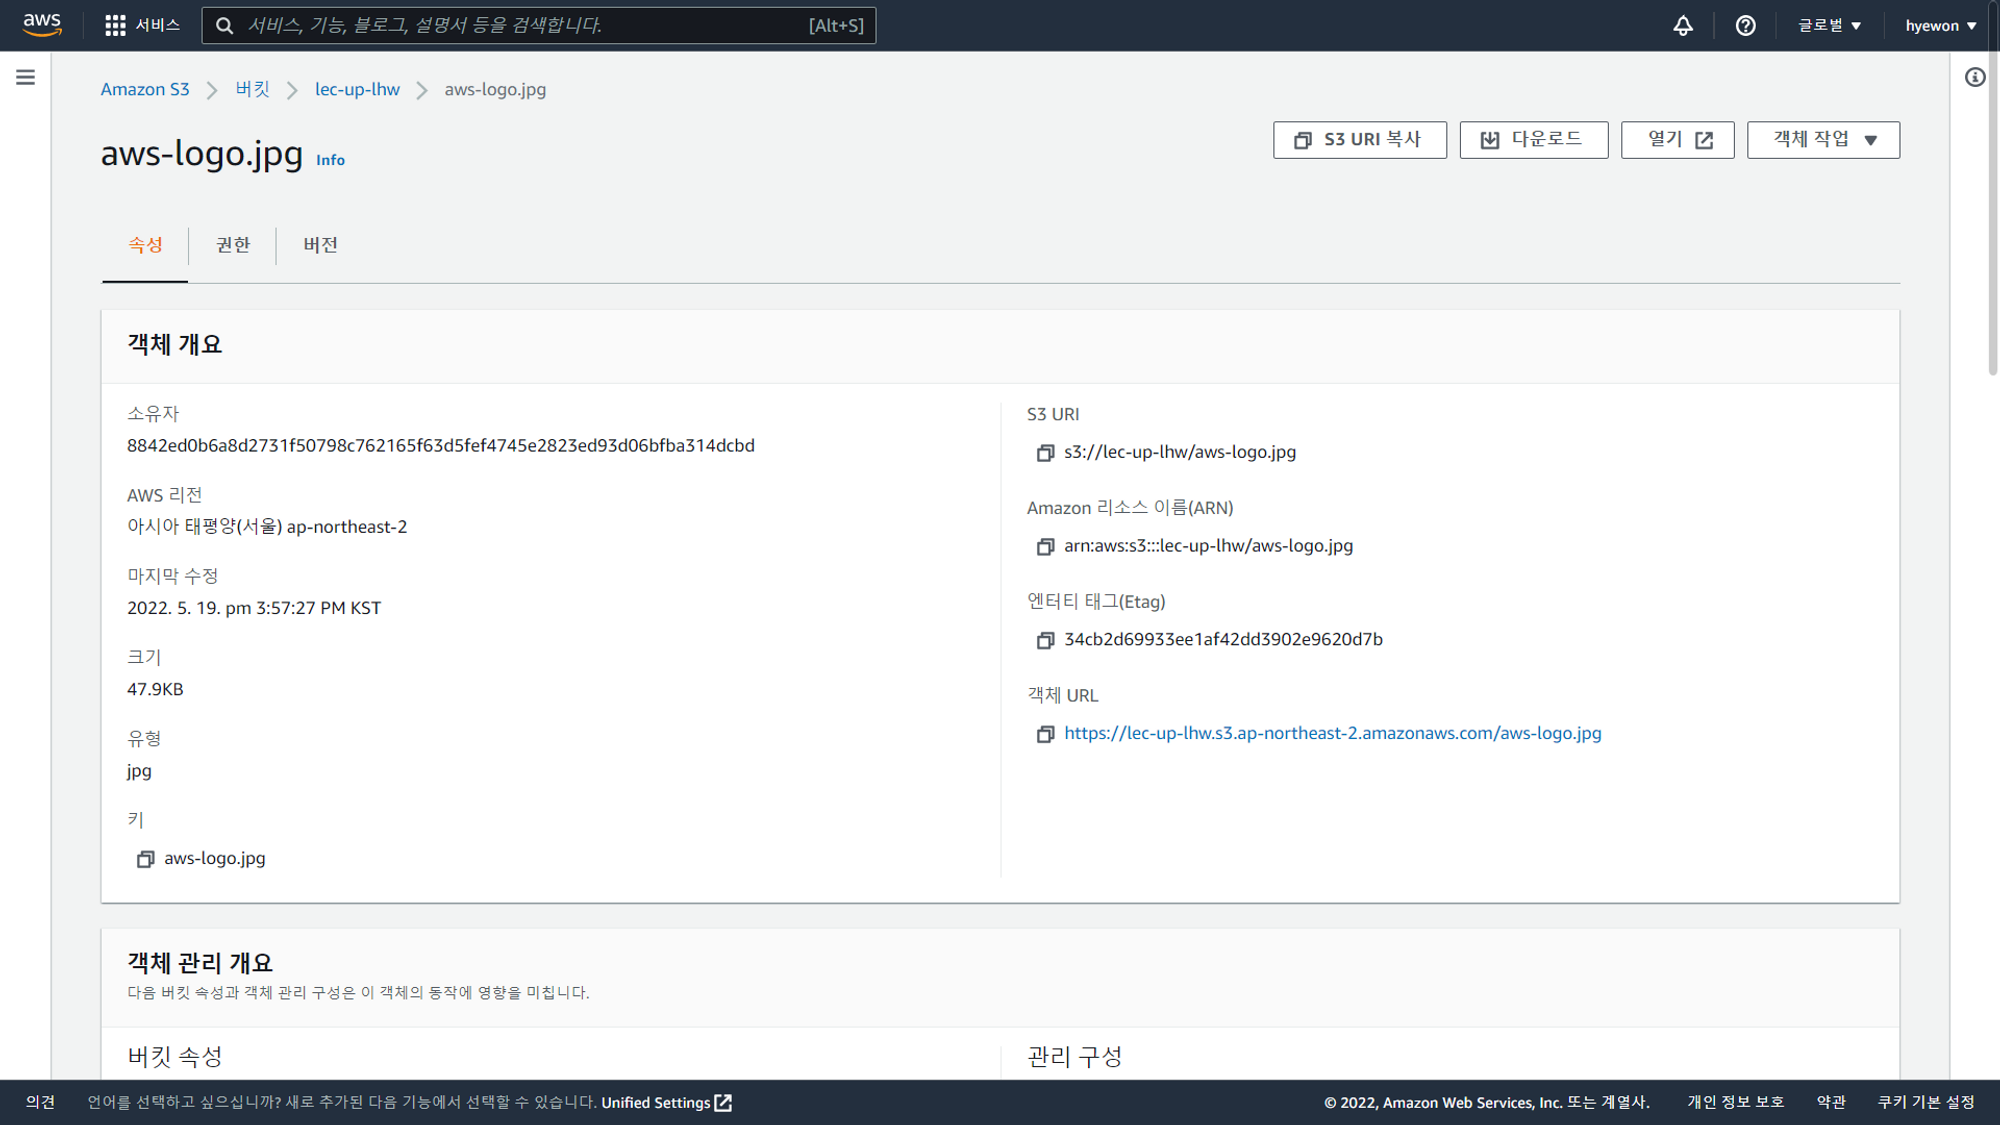 aws 서비스 서비스, 기능, 블로그, 설명서 등을 검색합니다. [Alt+S] 글로벌 hyewon
Amazon S3 버킷 lec-up-lhw aws-logo.jpg
aws-logo.jpg Info
S3 URI 복사 다운로드 열기 객체 작업
속성 권한 버전
객체 개요
소유자
8842ed0b6a8d2731f50798c762165f63d5fef4745e2823ed93d06bfba314dcbd
AWS 리전
아시아 태평양(서울) ap-northeast-2
마지막 수정
2022. 5. 19. pm 3:57:27 PM KST
크기
47.9KB
유형
jpg
키
aws-logo.jpg
S3 URI
s3://lec-up-lhw/aws-logo.jpg
Amazon 리소스 이름(ARN)
arn:aws:s3:::lec-up-lhw/aws-logo.jpg
엔터티 태그(Etag)
34cb2d69933ee1af42dd3902e9620d7b
객체 URL
https://lec-up-lhw.s3.ap-northeast-2.amazonaws.com/aws-logo.jpg
객체 관리 개요
다음 버킷 속성과 객체 관리 구성은 이 객체의 동작에 영향을 미칩니다.
버킷 속성
관리 구성
의견 언어를 선택하고 싶으십니까? 새로 추가된 다음 기능에서 선택할 수 있습니다. Unified Settings © 2022, Amazon Web Services, Inc. 또는 계열사. 개인 정보 보호 약관 쿠키 기본 설정